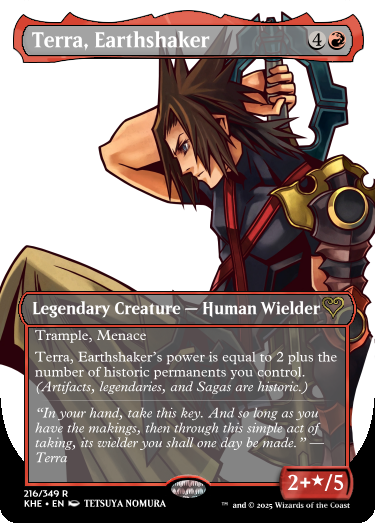 Terra, Earthshaker 4
Legendary Creature — Human Wielder
Trample, Menace
Terra, Earthshaker's power is equal to 2 plus the
number of historic permanents you control.
(Artifacts, legendaries, and Sagas are historic.)
“In your hand, take this key. And so long as
you have the makings, then through this simple act of
taking, its wielder you shall one day be made.” —
Terra
2+★/5
216/349 R
KHE • EN TETSUYA NOMURA
™ and © 2025 Wizards of the Coast